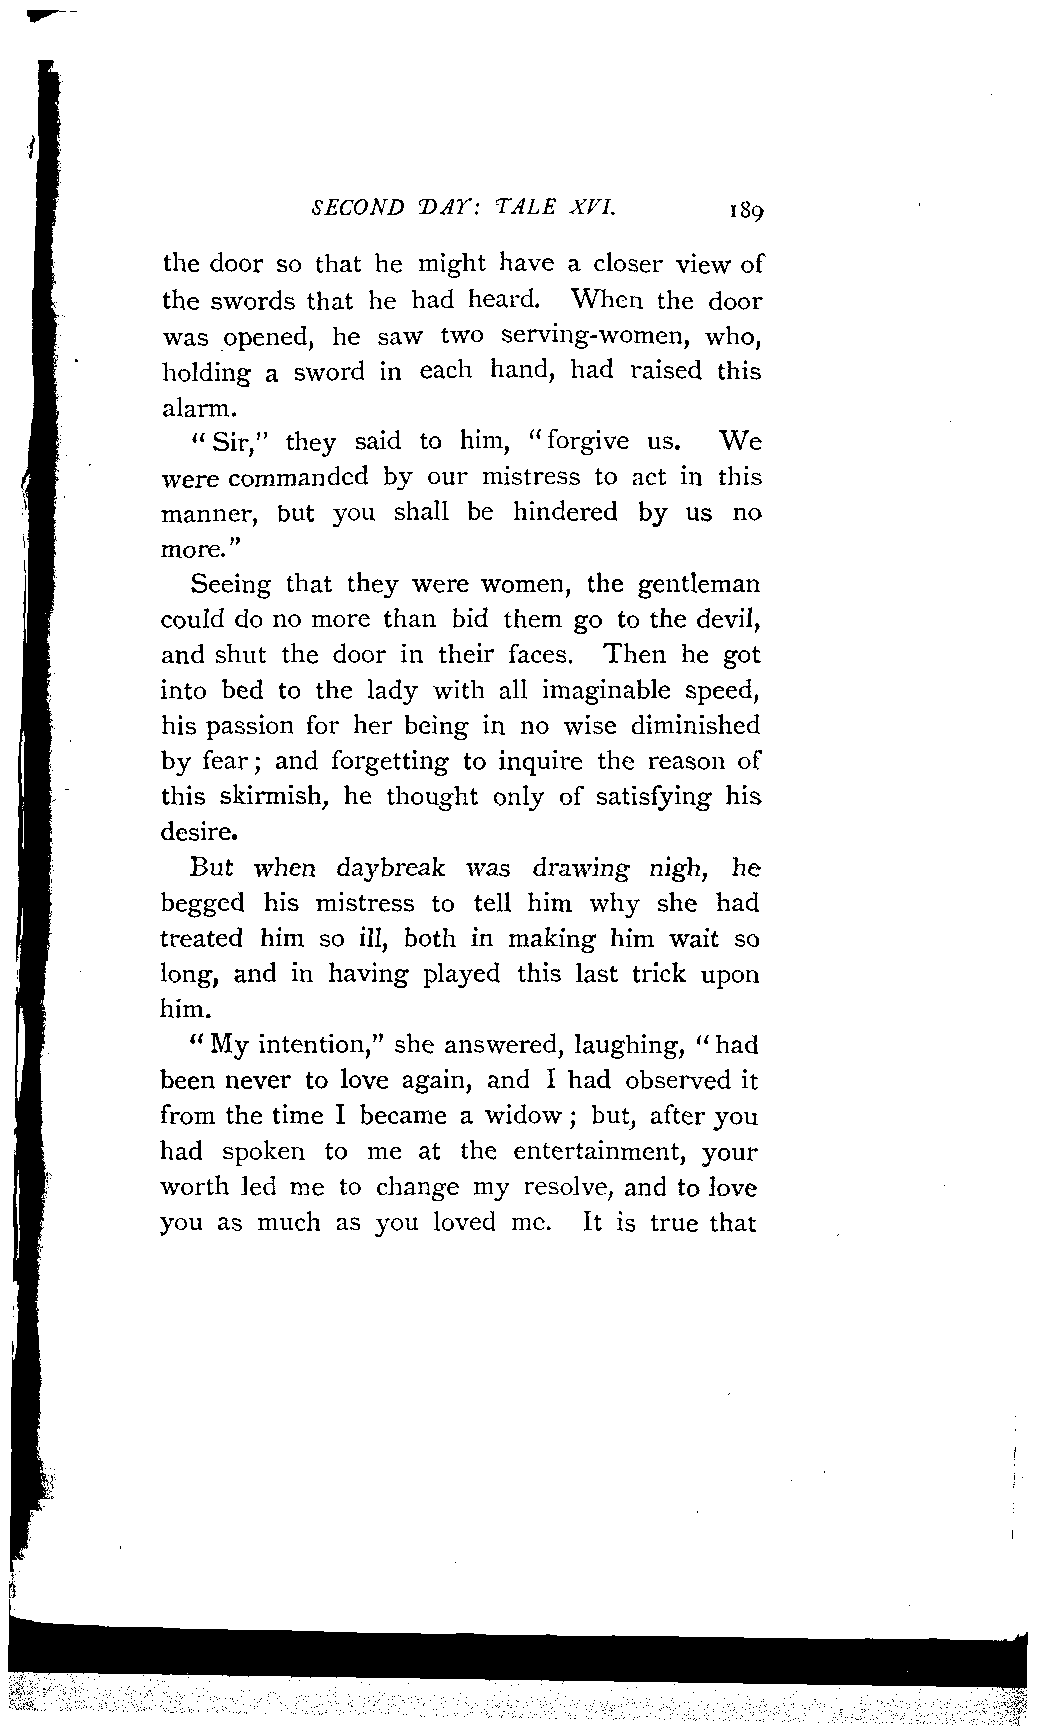 SECOND DAY: TALE XVI. 189
the door so that he might have a closer view of
the swords that he had heard. When the door
was opened, he saw two serving-women, who,
holding a sword in each hand, had raised this
alarm.
“Sir,” they said to him, “forgive us. We
were commanded by our mistress to act in this
manner, but you shall be hindered by us no
more.”
Seeing that they were women, the gentleman
could do no more than bid them go to the devil,
and shut the door in their faces. Then he got
into bed to the lady with all imaginable speed,
his passion for her being in no wise diminished
by fear; and forgetting to inquire the reason of
this skirmish, he thought only of satisfying his
desire.
But when daybreak was drawing nigh, he
begged his mistress to tell him why she had
treated him so ill, both in making him wait so
long, and in having played this last trick upon
him.
“My intention,” she answered, laughing, “had
been never to love again, and I had observed it
from the time I became a widow; but, after you
had spoken to me at the entertainment, your
worth led me to change my resolve, and to love
you as much as you loved me. It is true that